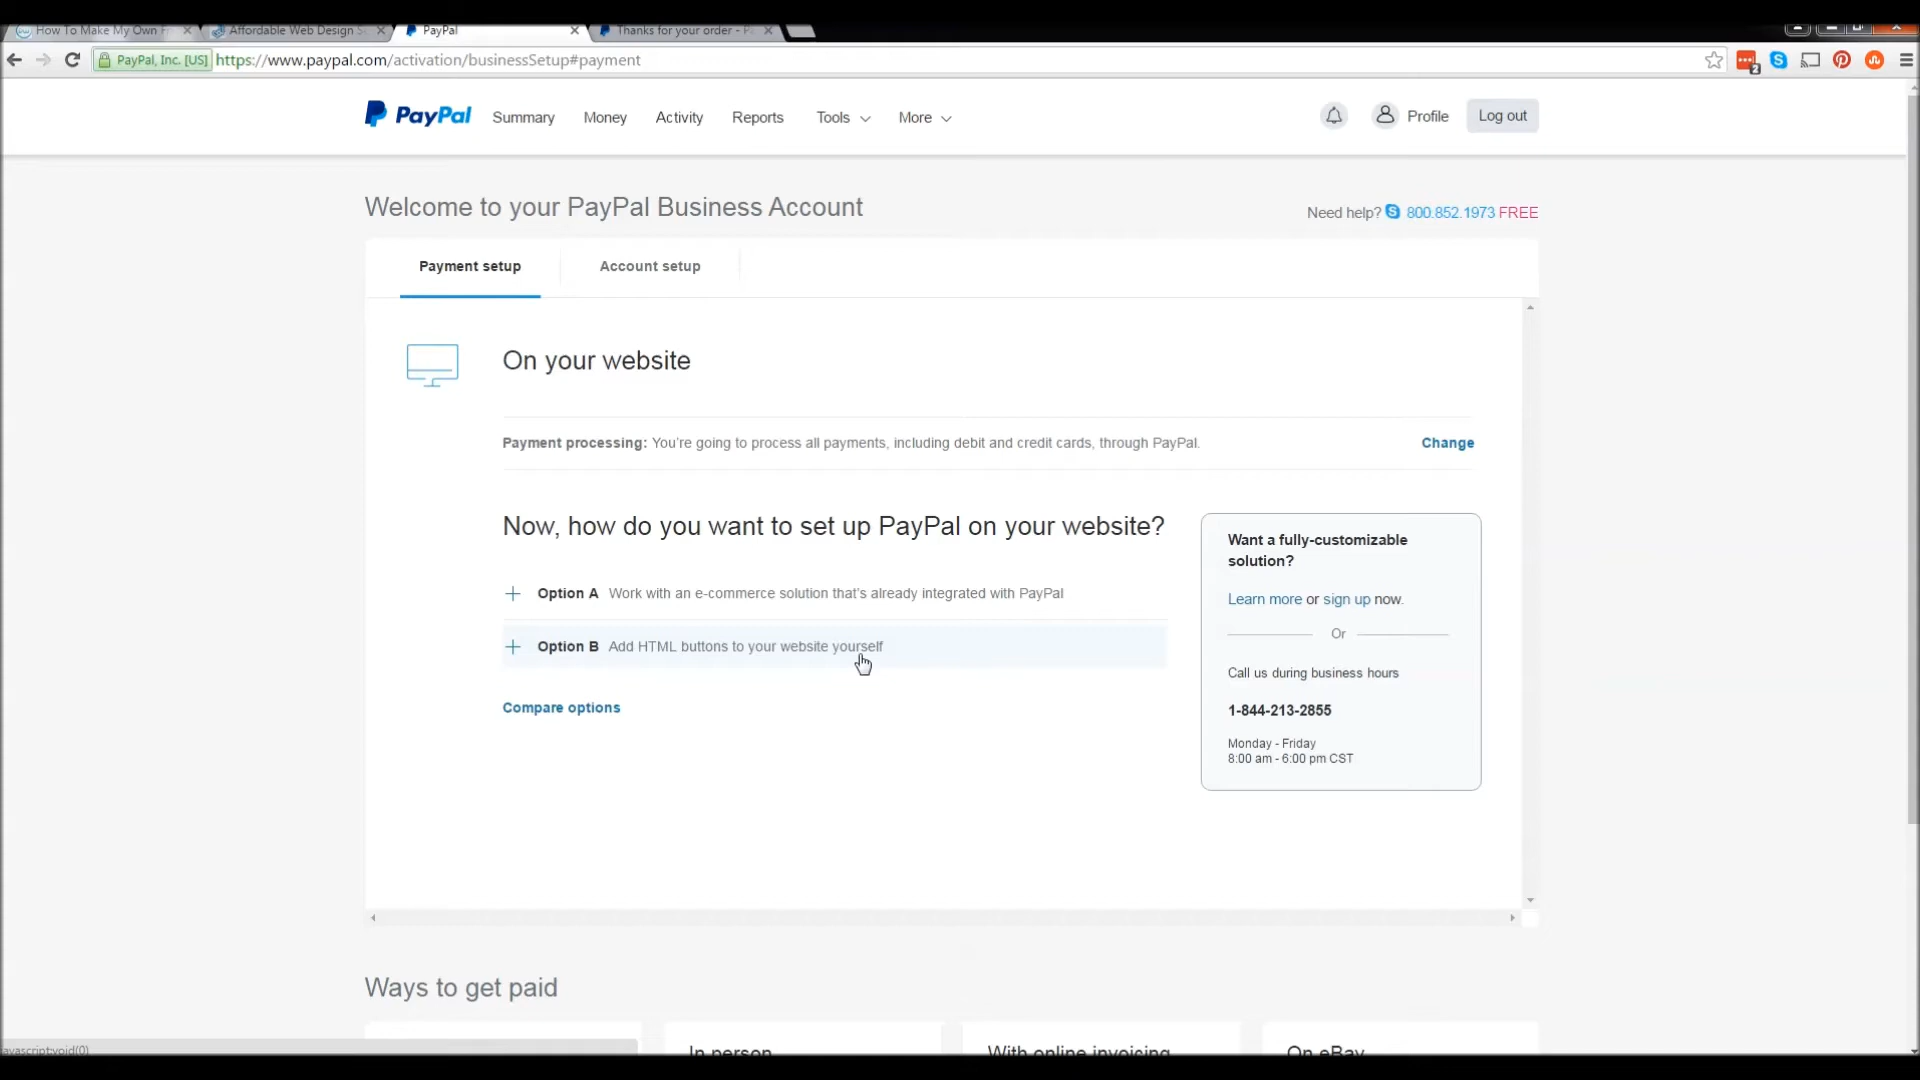 How To Make My Own F
Affordable Web Design S
PayPal
Thanks for your order - P
PayPal, Inc. [US]
https://www.paypal.com/activation/businessSetup#payment
2
PayPal
Summary
Money
Activity
Reports
Tools
More
Profile
Log out
Welcome to your PayPal Business Account
Need help? 800.852.1973 FREE
Payment setup
Account setup
On your website
Payment processing: You're going to process all payments, including debit and credit cards, through PayPal.
Change
Now, how do you want to set up PayPal on your website?
Option A Work with an e-commerce solution that's already integrated with PayPal
Option B Add HTML buttons to your website yourself
Compare options
Want a fully-customizable
solution?
Learn more or sign up now.
Or
Call us during business hours
1-844-213-2855
Monday - Friday
8:00 am - 6:00 pm CST
Ways to get paid
In person
With online invoicing
On eBay
javascript:void(0)